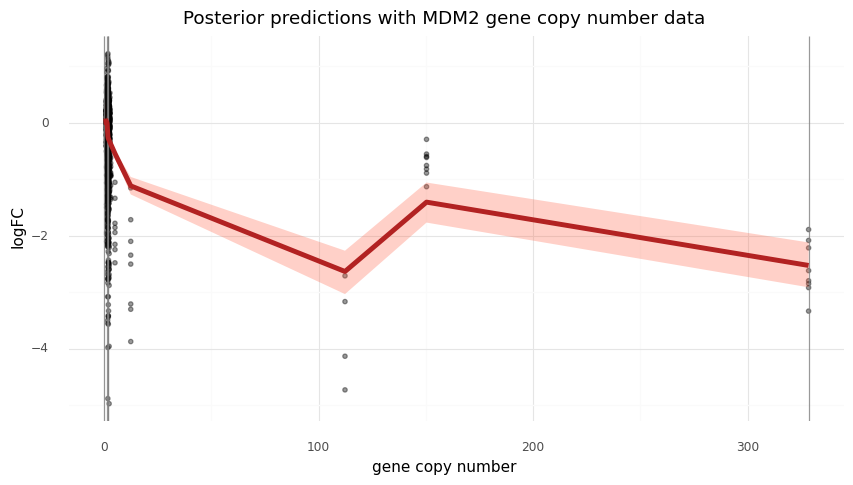 Posterior predictions with MDM2 gene copy number data
logFC
0
−2
−4
0
100
200
300
gene copy number